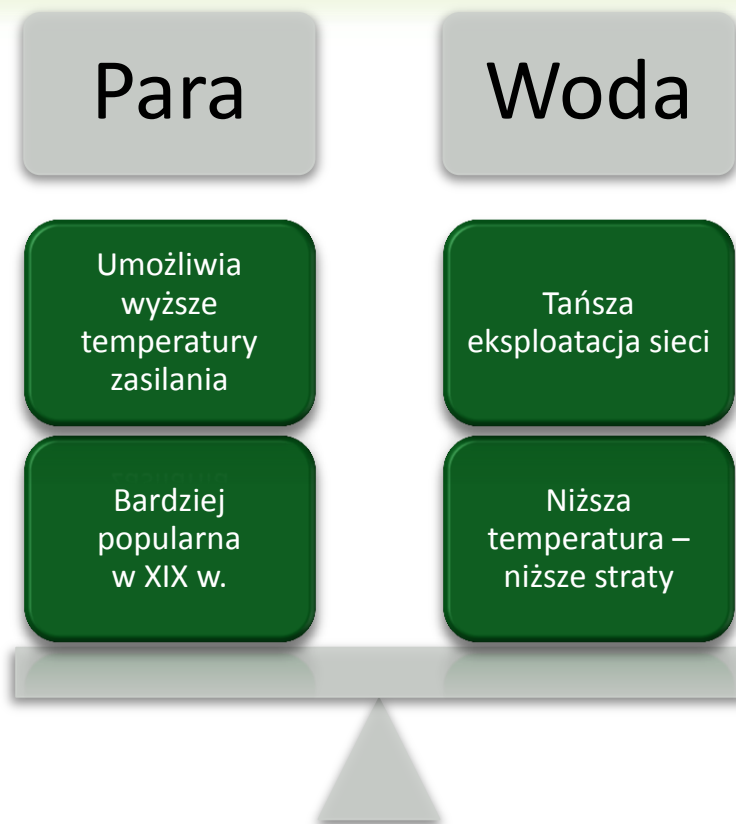 Para
Woda
Umożliwia
wyższe
temperatury
zasilania
Tańsza
eksploatacja sieci
Bardziej
popularna
w XIX w.
Niższa
temperatura –
niższe straty